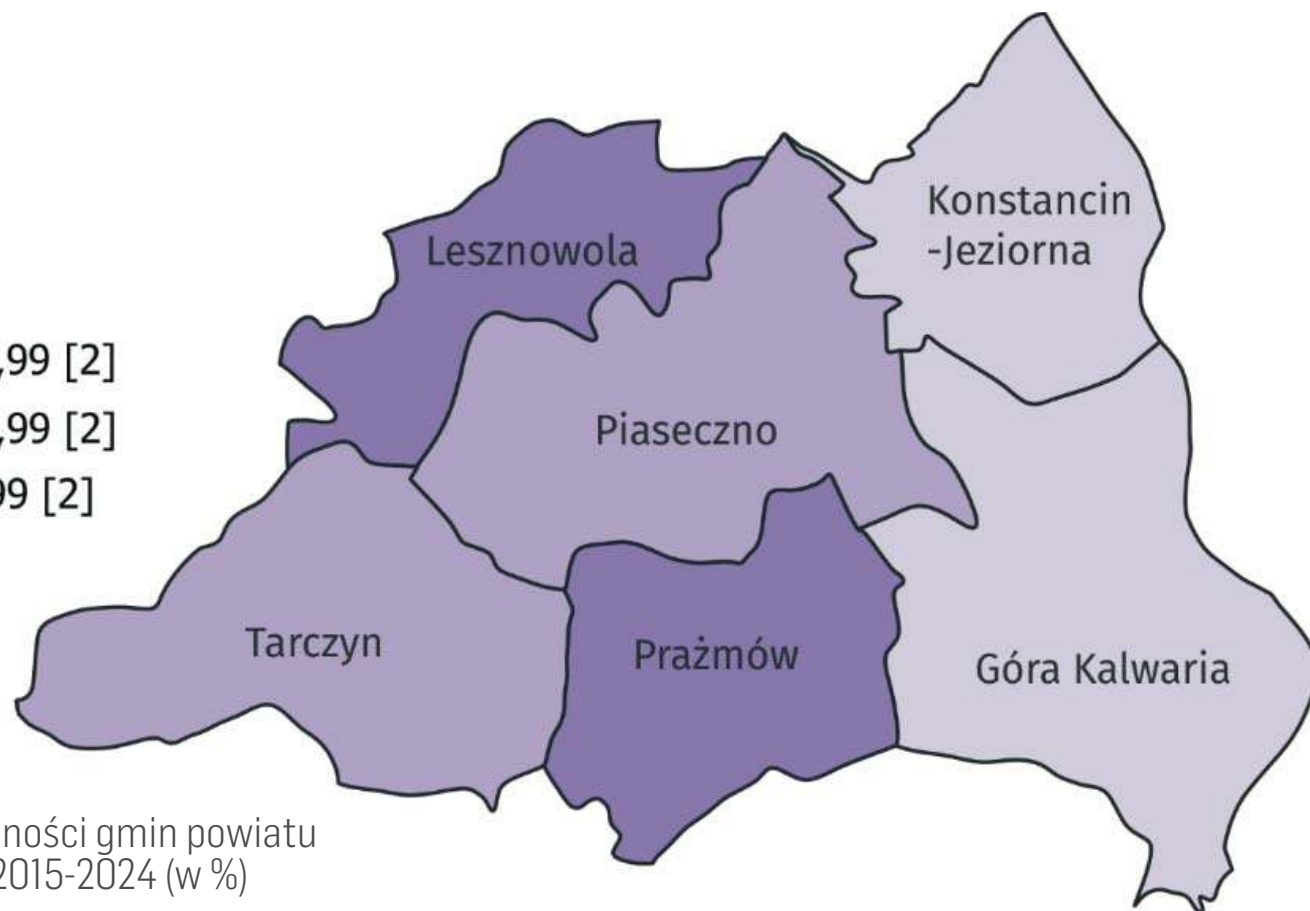 ,99 [2]
,99 [2]
99 [2]
Lesznowola
Konstancin
-Jeziorna
Piaseczno
Tarczyn
Prażmów
Góra Kalwaria
ności gmin powiatu
2015-2024 (w %)